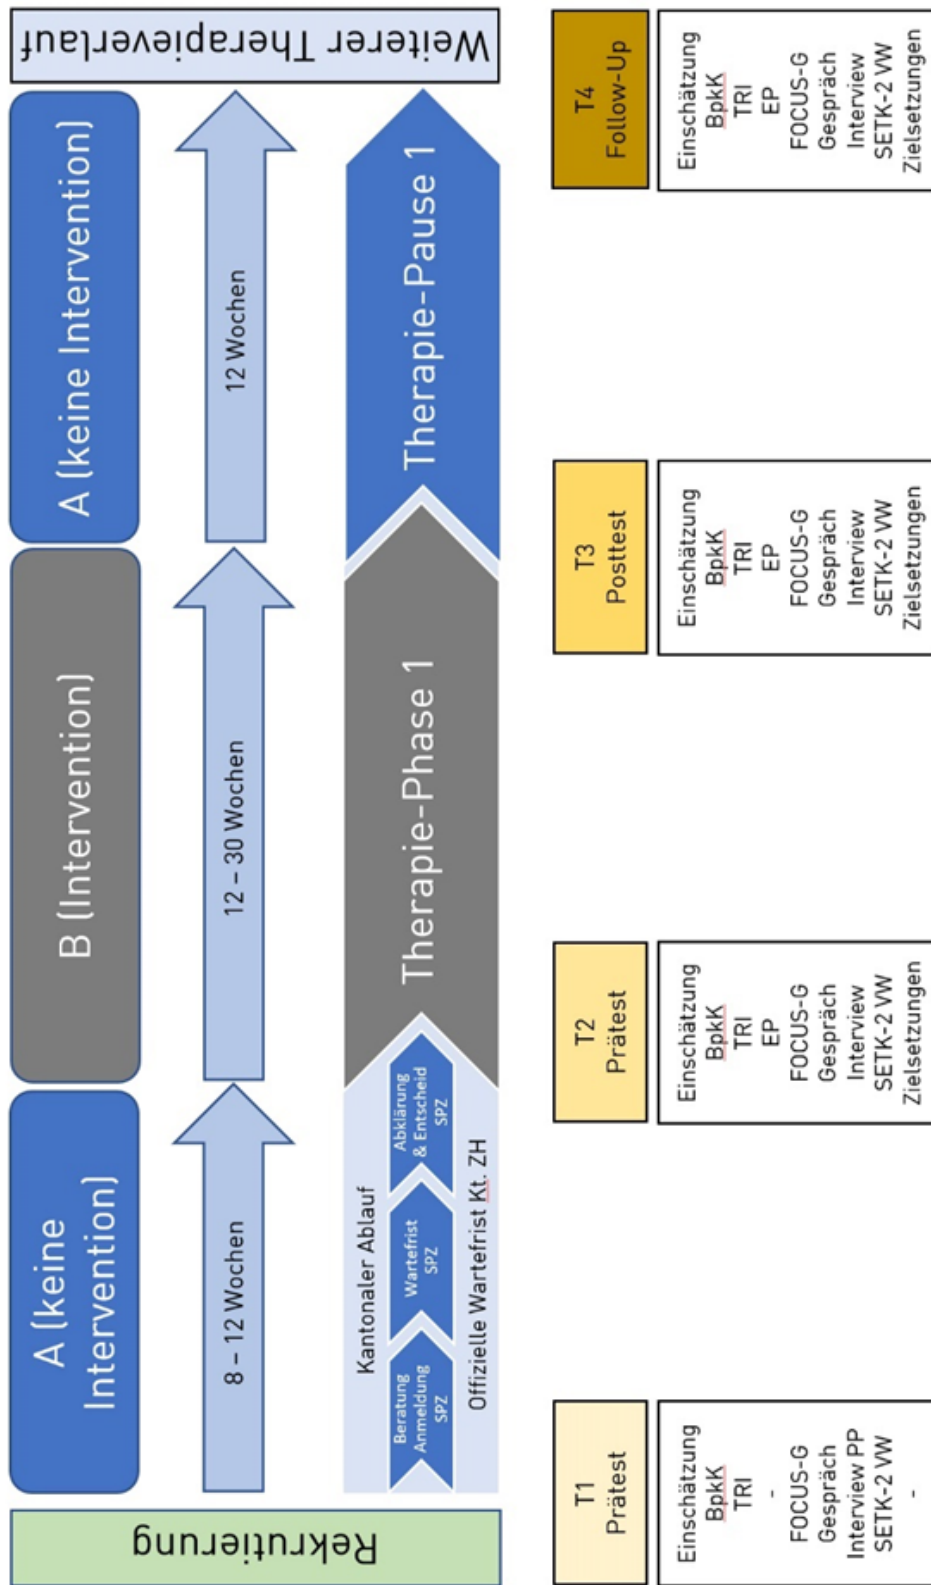 Rekrutierung
A (keine
Intervention)
B (Intervention)
A (keine Intervention)
Weiterer Therapieverlauf
8 – 12 Wochen
12 – 30 Wochen
12 Wochen
Kantonaler Ablauf
Beratung
Anmeldung
SPZ
Wartefrist
SPZ
Abklärung
& Entscheid
SPZ
Offizielle Wartefrist Kt. ZH
Therapie-Phase 1
Therapie-Pause 1
T1
Prätest
Einschätzung
BpkK
TRI
-
FOCUS-G
Gespräch
Interview PP
SETK-2 VW
-
T2
Prätest
Einschätzung
BpkK
TRI
EP
FOCUS-G
Gespräch
Interview
SETK-2 VW
Zielsetzungen
T3
Posttest
Einschätzung
BpkK
TRI
EP
FOCUS-G
Gespräch
Interview
SETK-2 VW
Zielsetzungen
T4
Follow-Up
Einschätzung
BpkK
TRI
EP
FOCUS-G
Gespräch
Interview
SETK-2 VW
Zielsetzungen